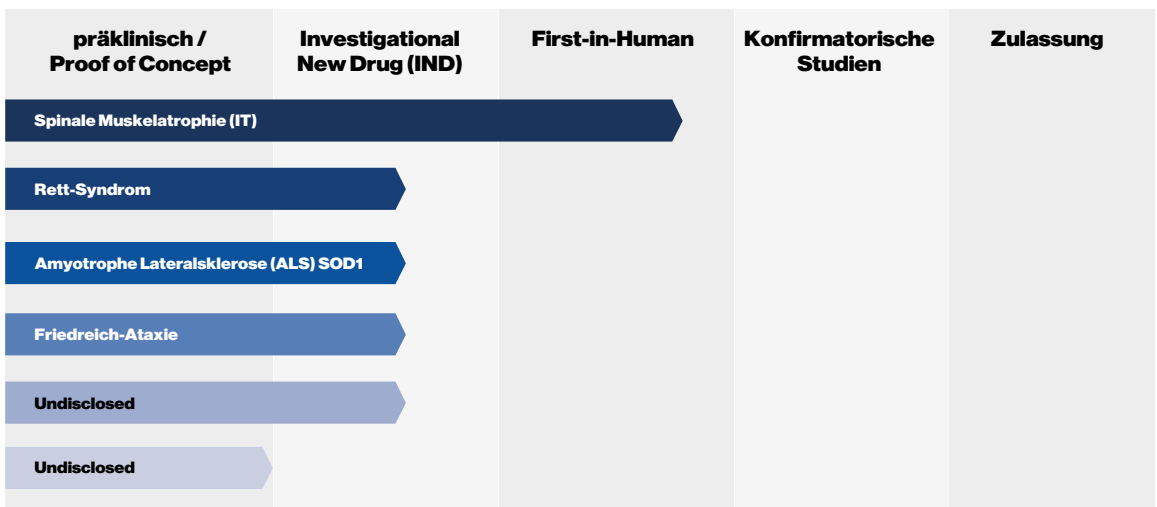 präklinisch /
Proof of Concept
Investigational
New Drug (IND)
First-in-Human
Konfirmatorische
Studien
Zulassung
Spinale Muskelatrophie (IT)
Rett-Syndrom
Amyotrophe Lateralsklerose (ALS) SOD1
Friedreich-Ataxie
Undisclosed
Undisclosed